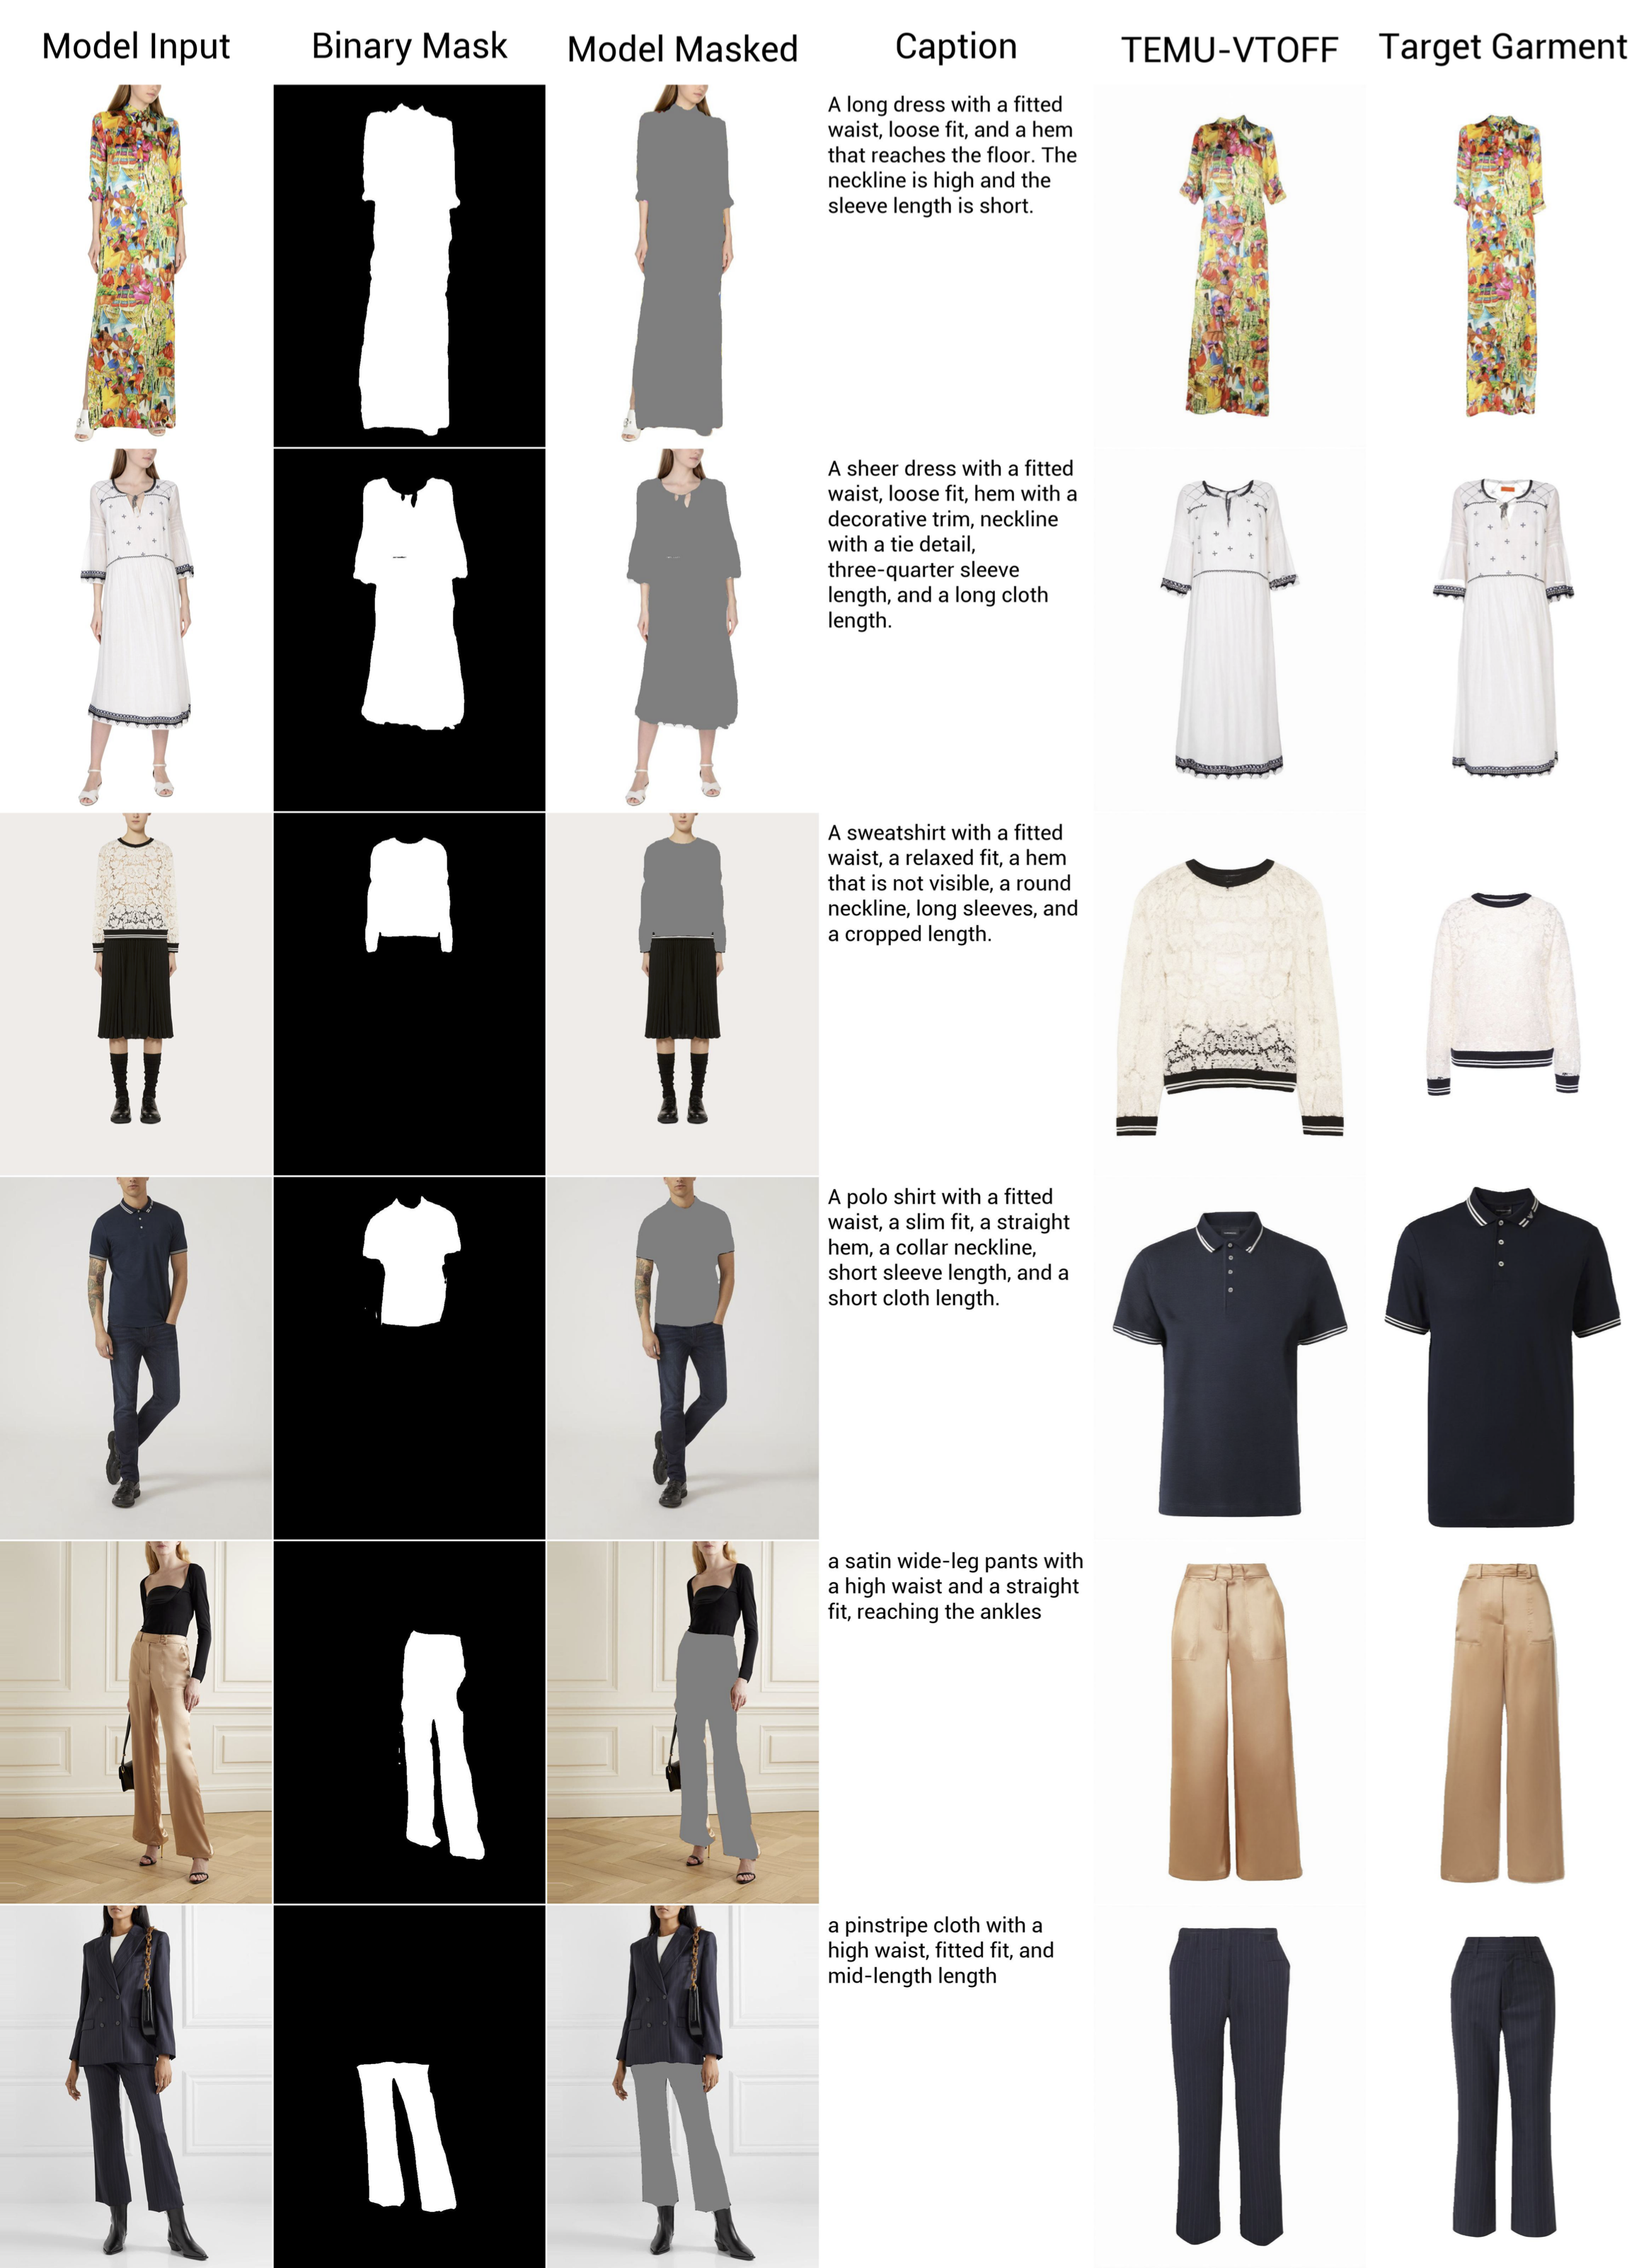 Model Input
Binary Mask
Model Masked
Caption
TEMU-VTOFF
Target Garment
A long dress with a fitted
waist, loose fit, and a hem
that reaches the floor. The
neckline is high and the
sleeve length is short.
A sheer dress with a fitted
waist, loose fit, hem with a
decorative trim, neckline
with a tie detail,
three-quarter sleeve
length, and a long cloth
length.
A sweatshirt with a fitted
waist, a relaxed fit, a hem
that is not visible, a round
neckline, long sleeves, and
a cropped length.
A polo shirt with a fitted
waist, a slim fit, a straight
hem, a collar neckline,
short sleeve length, and a
short cloth length.
a satin wide-leg pants with
a high waist and a straight
fit, reaching the ankles
a pinstripe cloth with a
high waist, fitted fit, and
mid-length length